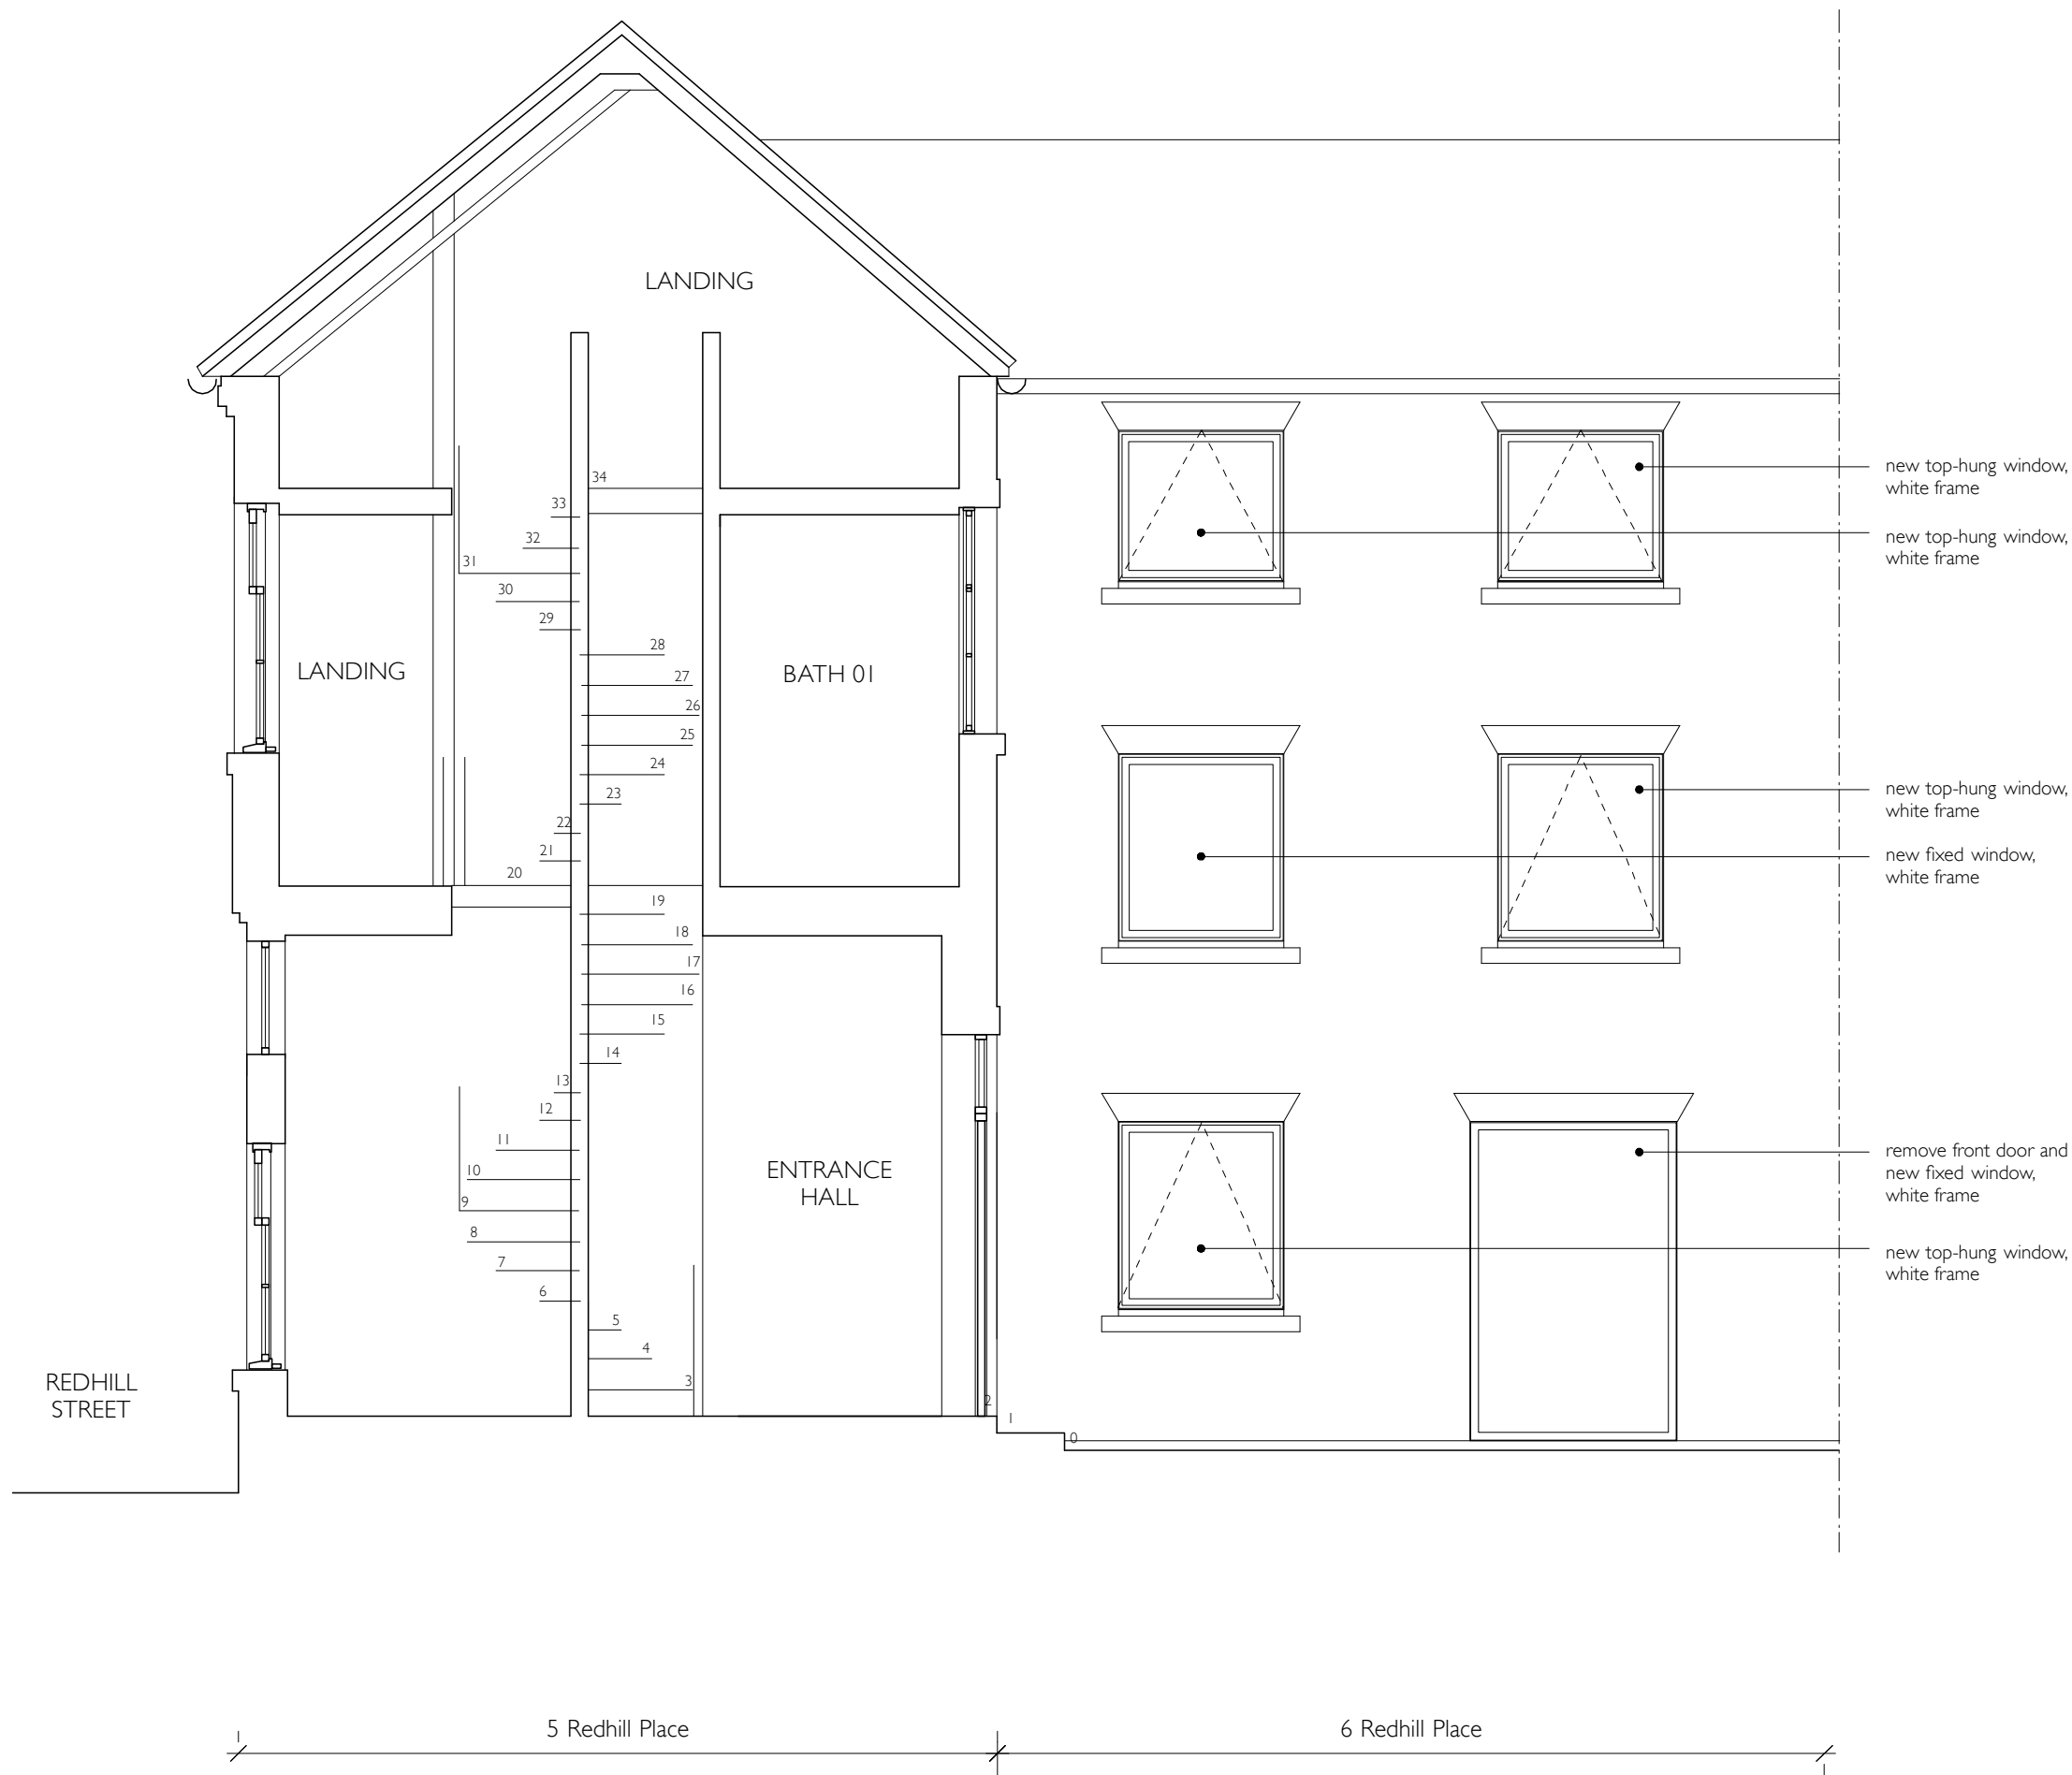 LANDING
new top-hung window,
white frame
new top-hung window,
white frame
34
33
32
31
30
29
28
27
26
25
24
23
22
21
20
LANDING
BATH 01
new top-hung window,
white frame
new fixed window,
white frame
19
18
17
16
15
14
13
12
11
10
9
8
7
6
5
4
3
2
1
0
ENTRANCE
HALL
remove front door and
new fixed window,
white frame
new top-hung window,
white frame
REDHILL
STREET
5 Redhill Place
6 Redhill Place